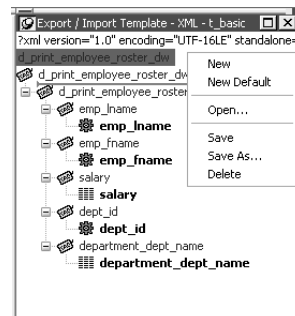 Export / Import Template - XML - t_basic
?xml version="1.0" encoding="UTF-16LE" standalone=
d_print_employee_roster_dw
d_print_employee_roster_dw
d_print_employee_roster
emp_lname
emp_lname
emp_fname
emp_fname
salary
salary
dept_id
dept_id
department_dept_name
department_dept_name
New
New Default
Open...
Save
Save As...
Delete